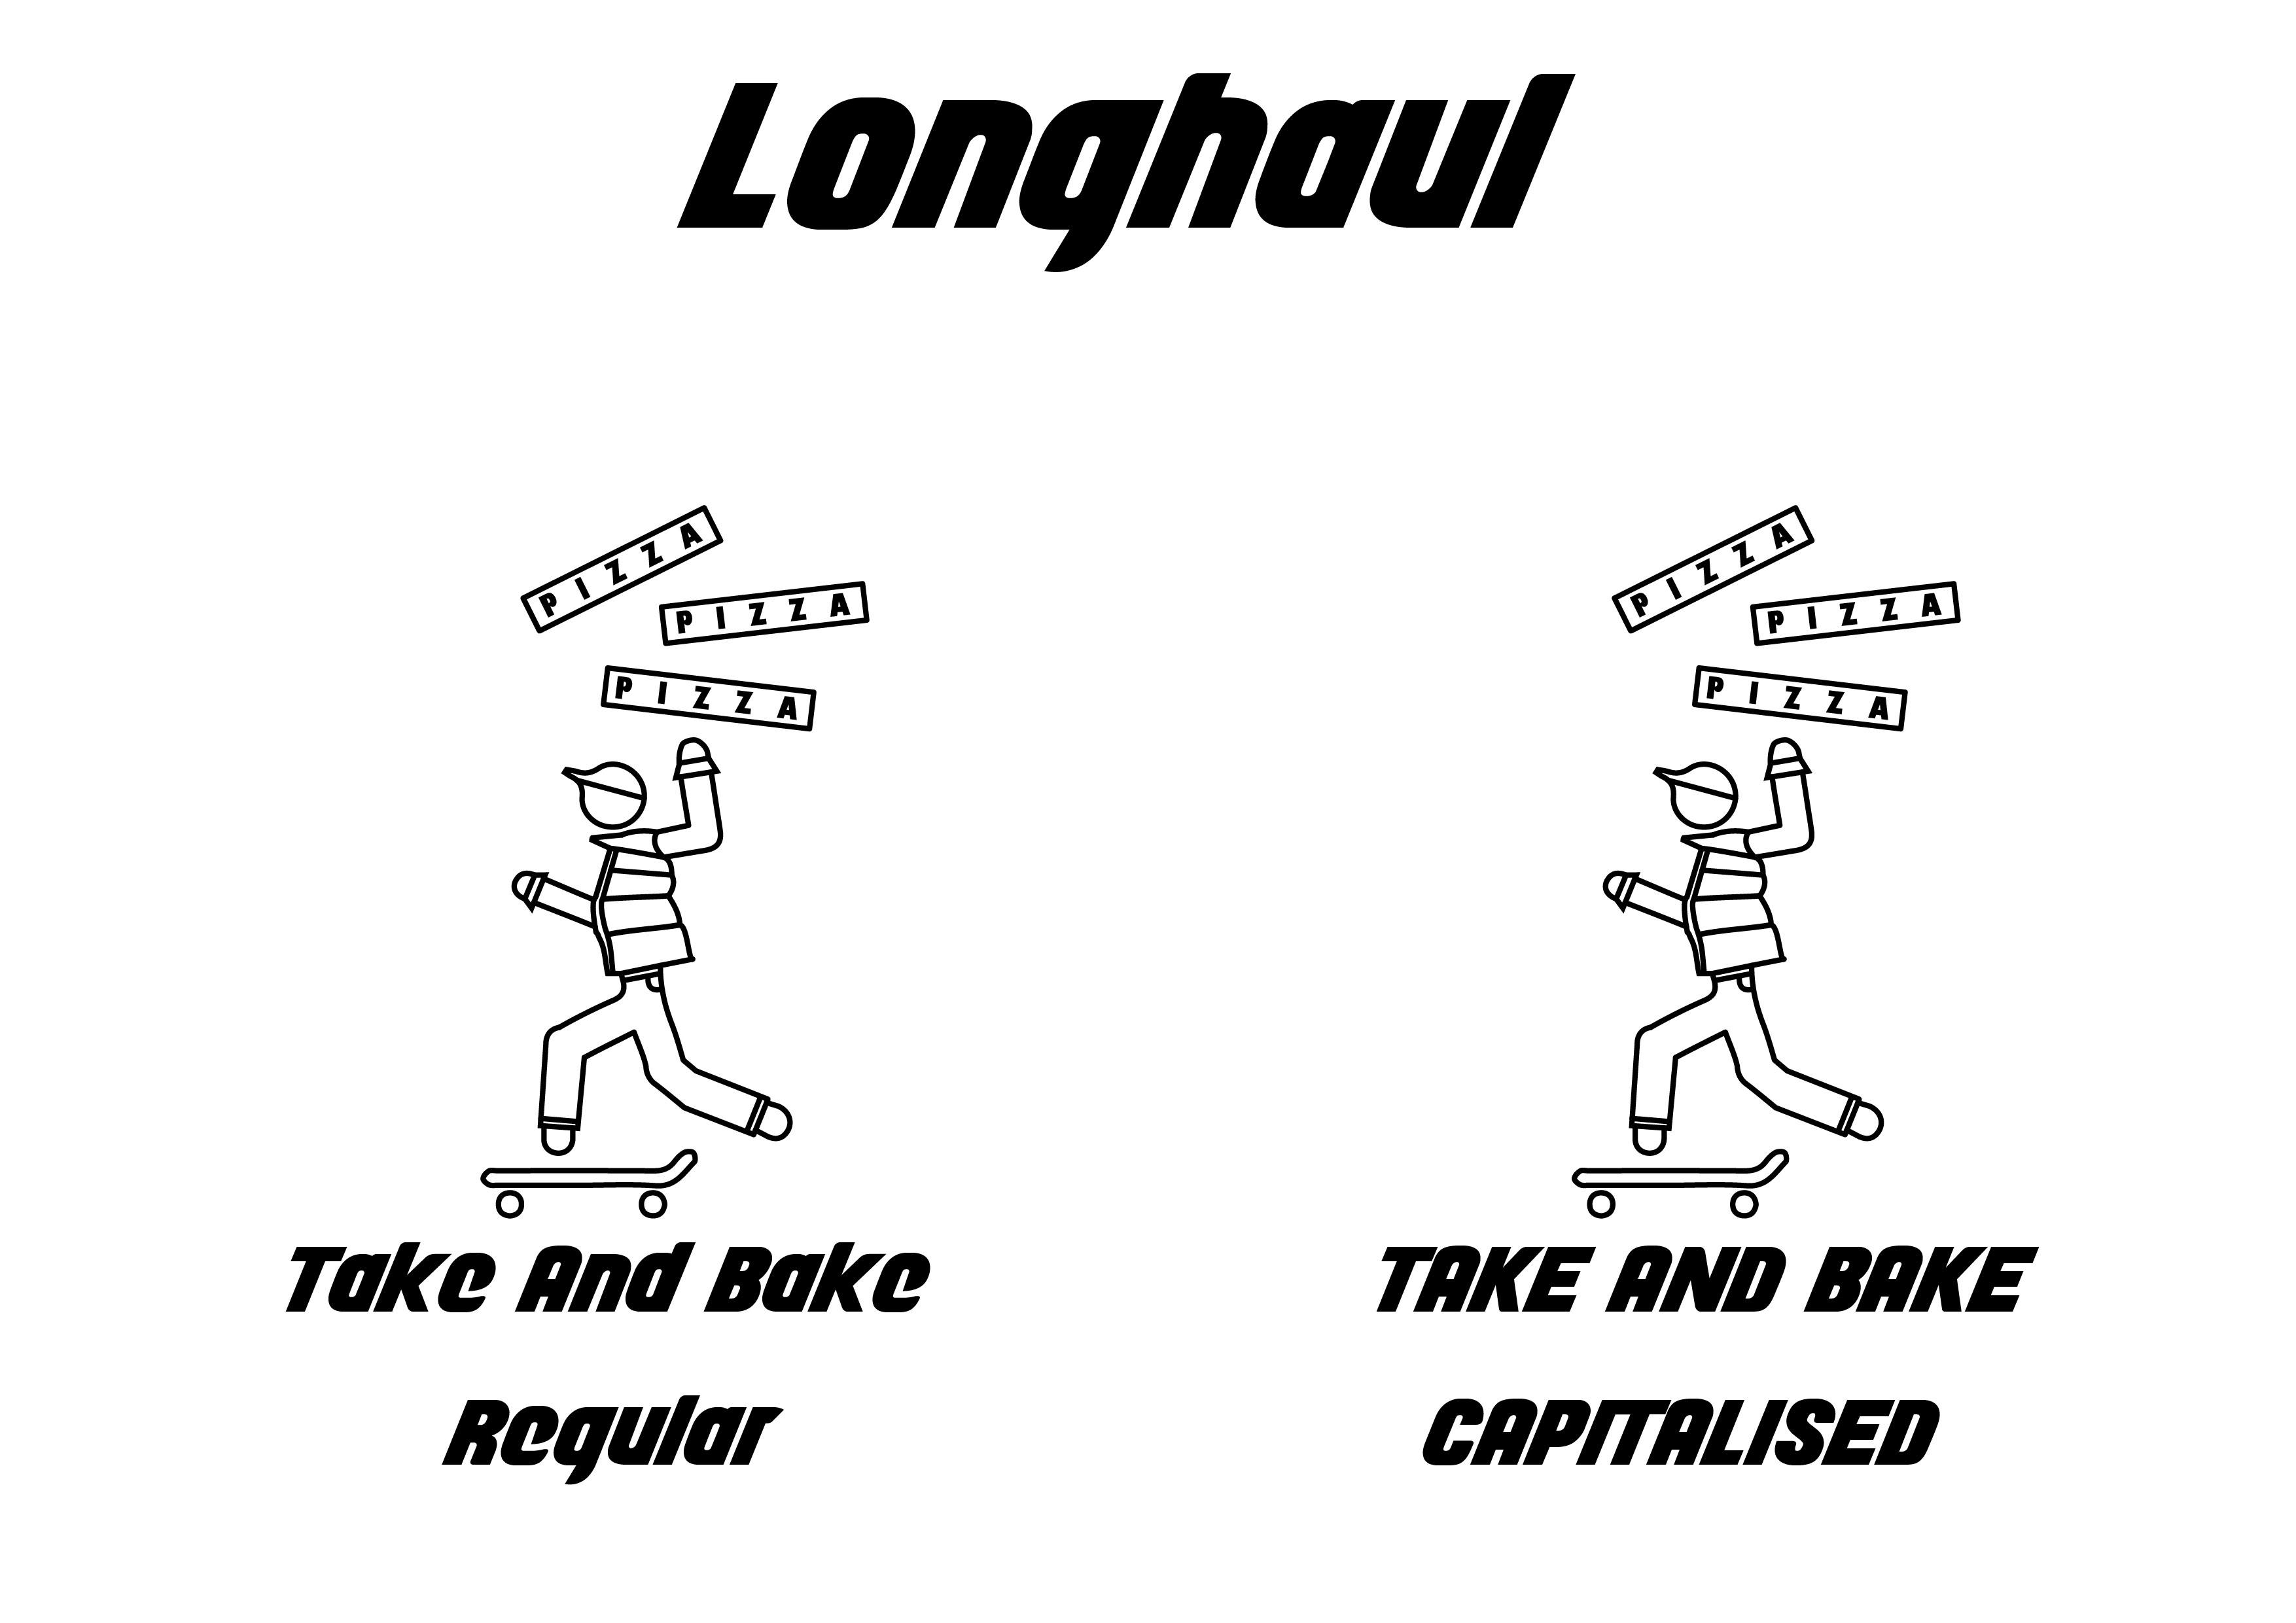 Longhaul
PIZZA
PIZZA
PIZZA
PIZZA
PIZZA
PIZZA
Take And Bake
TAKE AND BAKE
Regular
CAPITALISED